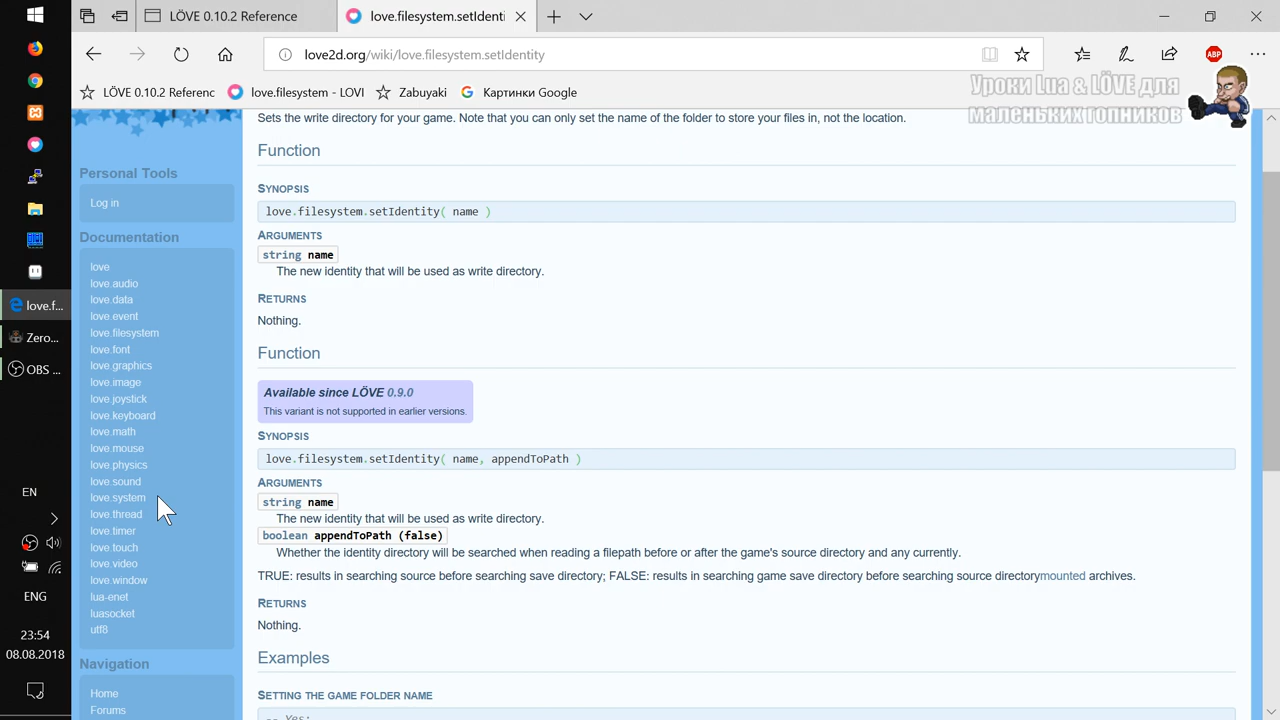 LÖVE 0.10.2 Reference
love.filesystem.setIdenti
love2d.org/wiki/love.filesystem.setIdentity
ABP
LÖVE 0.10.2 Referenc
love.filesystem - LOVI
Zabuyaki
Картинки Google
Уроки Lua & LÖVE для
маленьких гопников
Sets the write directory for your game. Note that you can only set the name of the folder to store your files in, not the location.
Function
SYNOPSIS
love.filesystem.setIdentity( name )
ARGUMENTS
string name
The new identity that will be used as write directory.
RETURNS
Nothing.
Function
Available since LÖVE 0.9.0
This variant is not supported in earlier versions.
SYNOPSIS
love.filesystem.setIdentity( name, appendToPath )
ARGUMENTS
string name
The new identity that will be used as write directory.
boolean appendToPath (false)
Whether the identity directory will be searched when reading a filepath before or after the game's source directory and any currently.
TRUE: results in searching source before searching save directory; FALSE: results in searching game save directory before searching source directorymounted archives.
RETURNS
Nothing.
Examples
SETTING THE GAME FOLDER NAME
-- Yes:
Personal Tools
Log in
Documentation
love
love.audio
love.data
love.event
love.filesystem
love.font
love.graphics
love.image
love.joystick
love.keyboard
love.math
love.mouse
love.physics
love.sound
love.system
love.thread
love.timer
love.touch
love.video
love.window
lua-enet
luasocket
utf8
Navigation
Home
Forums
love.f...
Zero...
OBS ...
EN
ENG
23:54
08.08.2018